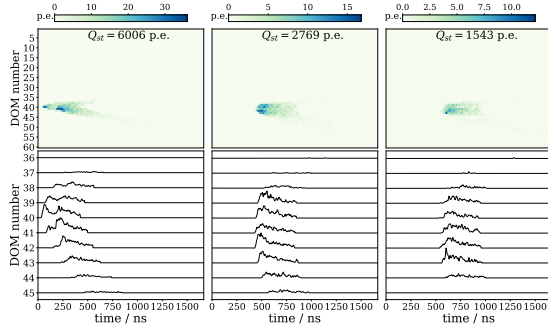 0 20 40
p.e.
0 5 10 15
p.e.
0.0 2.5 5.0 7.5 10.0
p.e.
Q_st = 6006 p.e.
Q_st = 2769 p.e.
Q_st = 1543 p.e.
DOM number
5
10
15
20
25
30
35
40
45
50
55
60
DOM number
36
37
38
39
40
41
42
43
44
45
0 250 500 750 1000 1250 1500
0 250 500 750 1000 1250 1500
0 250 500 750 1000 1250 1500
time / ns
time / ns
time / ns